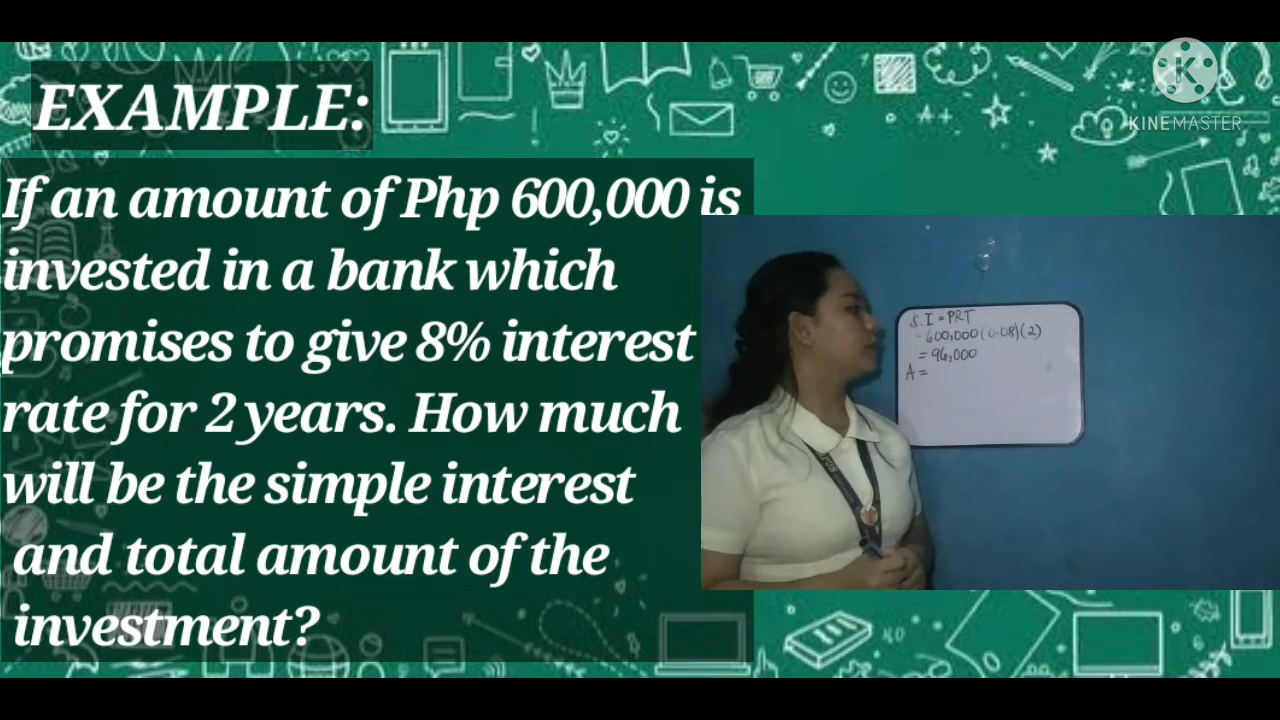 EXAMPLE:
If an amount of Php 600,000 is
invested in a bank which
promises to give 8% interest
rate for 2 years. How much
will be the simple interest
and total amount of the
investment?
KINEMASTER
S.I = PRT
= 600,000 (0.08)(2)
= 96,000
A =